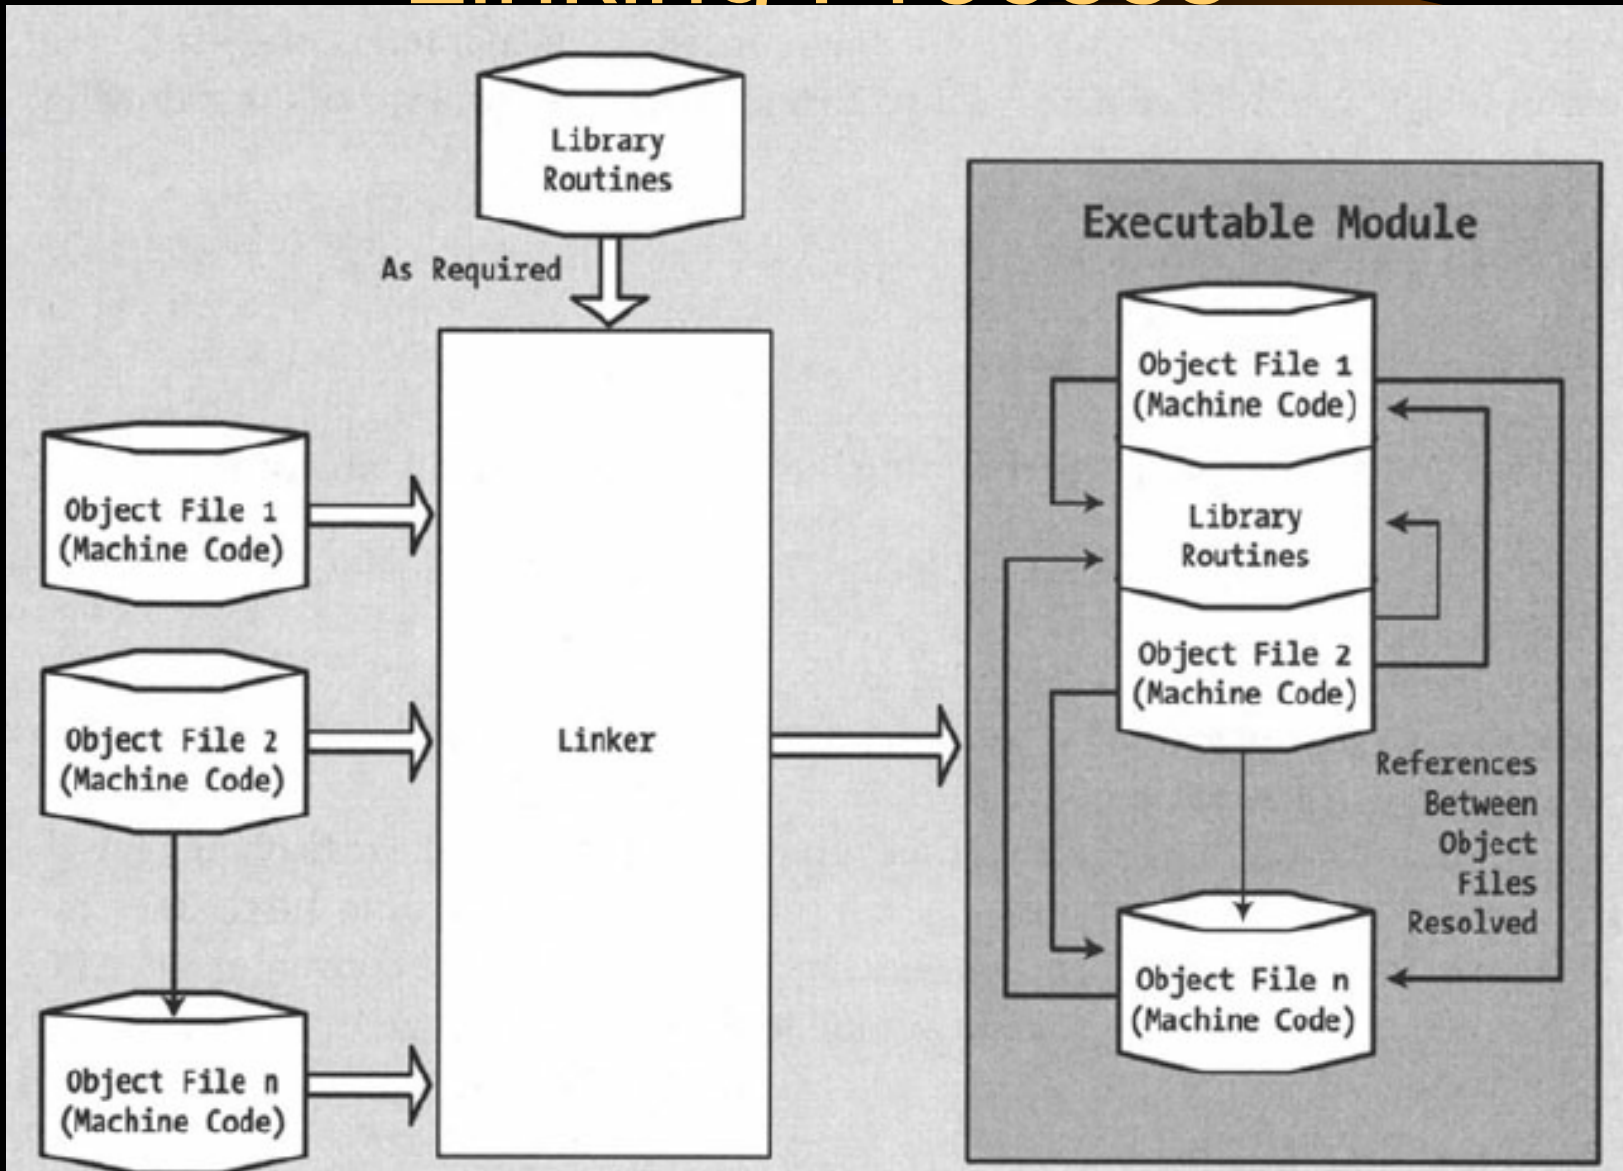 Linking Process
Library
Routines
As Required
Executable Module
Object File 1
(Machine Code)
Library
Routines
Object File 2
(Machine Code)
References
Between
Object
Files
Resolved
Object File n
(Machine Code)
Object File 1
(Machine Code)
Object File 2
(Machine Code)
Linker
Object File n
(Machine Code)